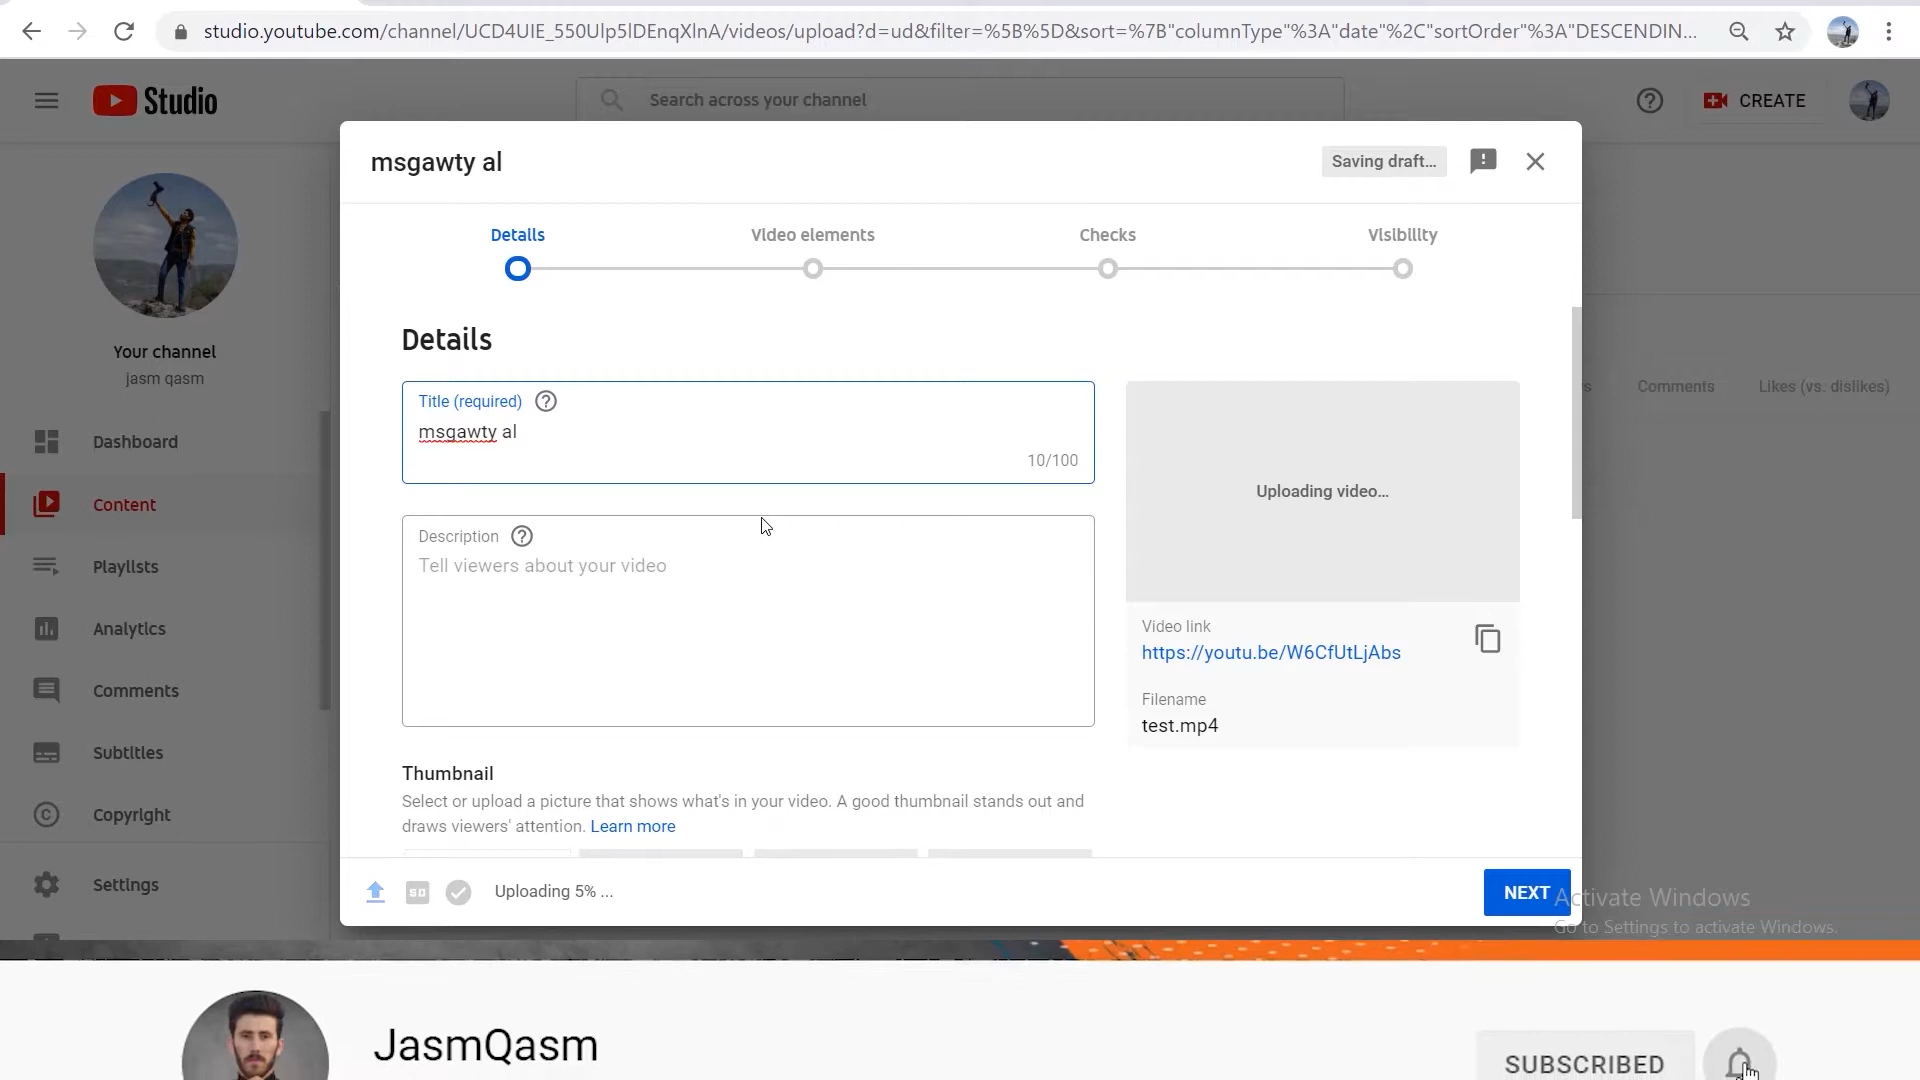 studio.youtube.com/channel/UCD4UIE_550Ulp5lDEnqXlnA/videos/upload?d=ud&filter=%5B%5D&sort=%7B"columnType"%3A"date"%2C"sortOrder"%3A"DESCENDIN...
Studio
Search across your channel
CREATE
msgawty al
Saving draft...
Details
Video elements
Checks
Visibility
Your channel
jasm qasm
Dashboard
Content
Playlists
Analytics
Comments
Subtitles
Copyright
Settings
Details
Title (required)
msgawty al
10/100
Description
Tell viewers about your video
Thumbnail
Select or upload a picture that shows what's in your video. A good thumbnail stands out and
draws viewers' attention. Learn more
Uploading video...
Video link
https://youtu.be/W6CfUtLjAbs
Filename
test.mp4
Comments
Likes (vs. dislikes)
SD
Uploading 5% ...
NEXT
Activate Windows
Go to Settings to activate Windows.
JasmQasm
SUBSCRIBED